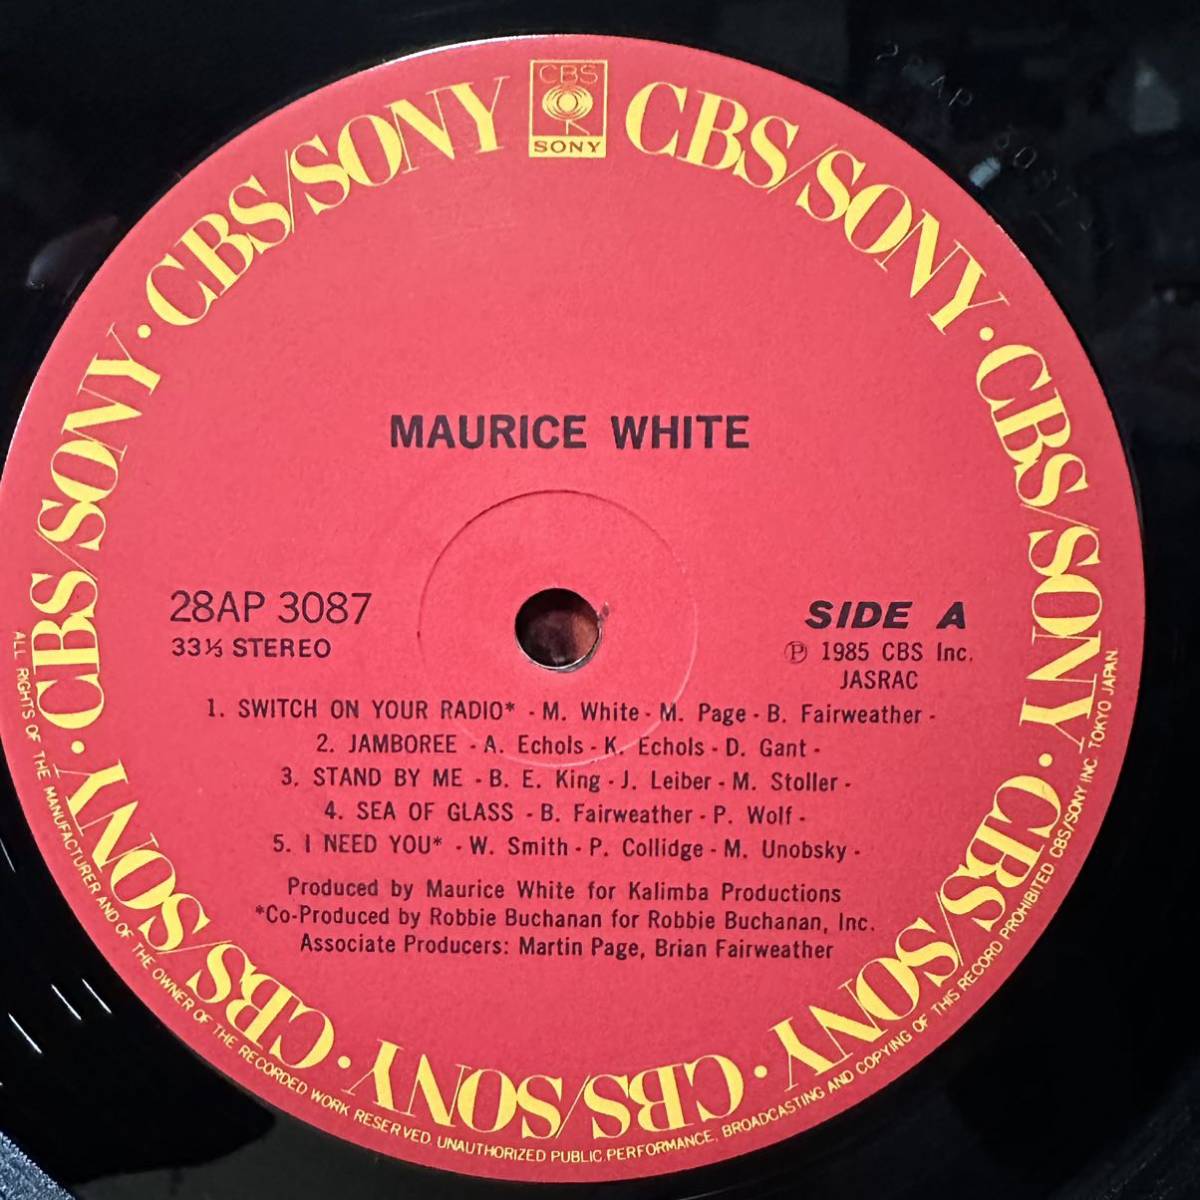 CBS
SONY
CBS/SONY · CBS/SONY · CBS/SONY · CBS/SONY · CBS/SONY · CBS/SONY · CBS/SONY · CBS/SONY
MAURICE WHITE
28AP 3087
33⅓ STEREO
SIDE A
Ⓟ 1985 CBS Inc.
JASRAC
1. SWITCH ON YOUR RADIO* - M. White - M. Page - B. Fairweather -
2. JAMBOREE - A. Echols - K. Echols - D. Gant -
3. STAND BY ME - B. E. King - J. Leiber - M. Stoller -
4. SEA OF GLASS - B. Fairweather - P. Wolf -
5. I NEED YOU* - W. Smith - P. Collidge - M. Unobsky -
Produced by Maurice White for Kalimba Productions
*Co-Produced by Robbie Buchanan for Robbie Buchanan, Inc.
Associate Producers: Martin Page, Brian Fairweather
ALL RIGHTS OF THE MANUFACTURER AND OF THE OWNER OF THE RECORDED WORK RESERVED. UNAUTHORIZED PUBLIC PERFORMANCE, BROADCASTING AND COPYING OF THIS RECORD PROHIBITED CBS/SONY INC. TOKYO JAPAN.